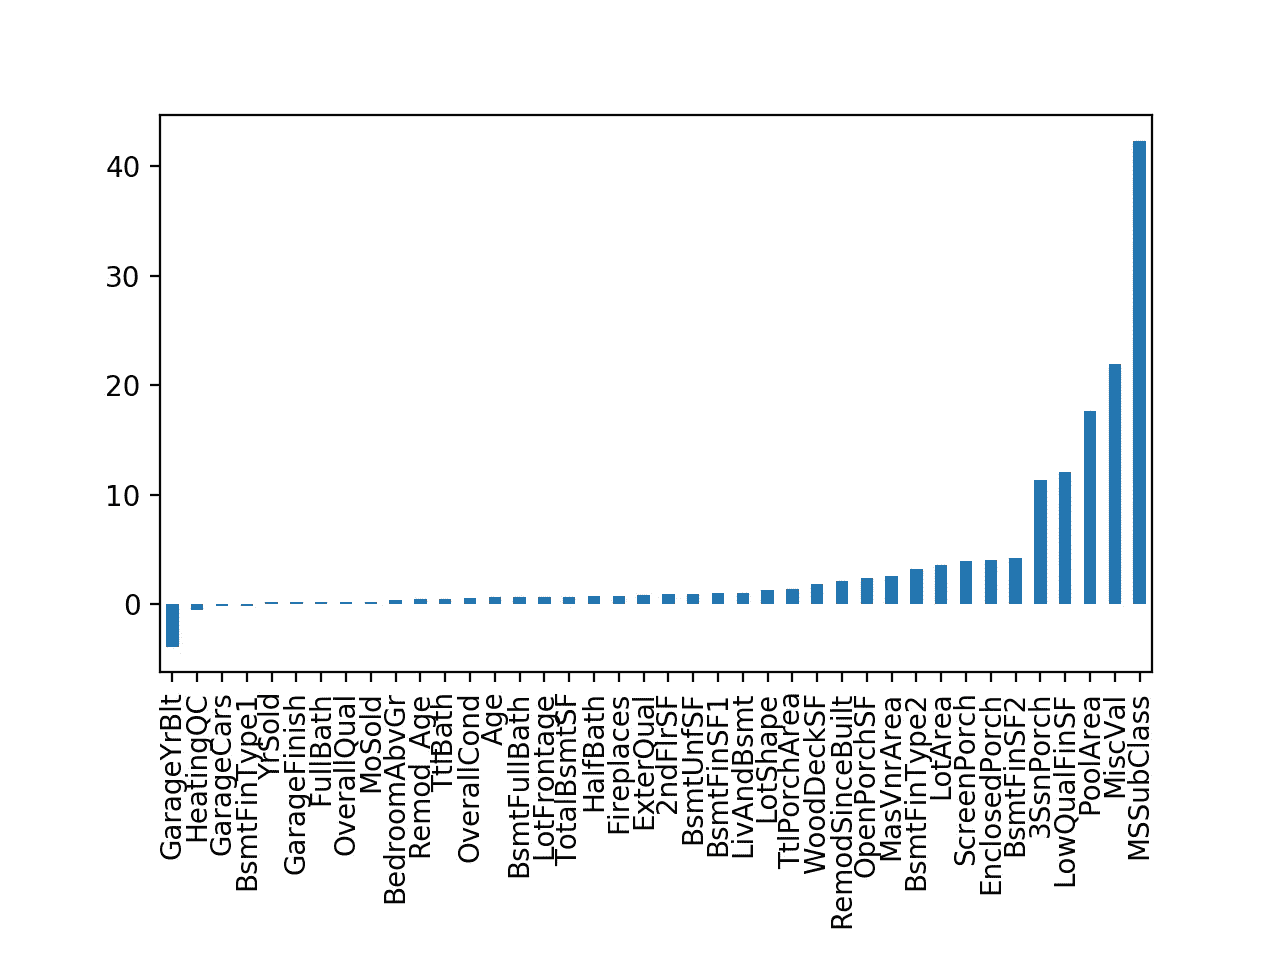 40
30
20
10
0
GarageYrBlt
HeatingQC
GarageCars
BsmtFinType1
YrSold
GarageFinish
FullBath
OverallQual
MoSold
BedroomAbvGr
Remod_Age
TtlBath
OverallCond
Age
BsmtFullBath
LotFrontage
TotalBsmtSF
HalfBath
Fireplaces
ExterQual
2ndFlrSF
BsmtUnfSF
BsmtFinSF1
LivAndBsmt
LotShape
TtlPorchArea
WoodDeckSF
RemodSinceBuilt
OpenPorchSF
MasVnrArea
BsmtFinType2
LotArea
ScreenPorch
EnclosedPorch
BsmtFinSF2
3SsnPorch
LowQualFinSF
PoolArea
MiscVal
MSSubClass